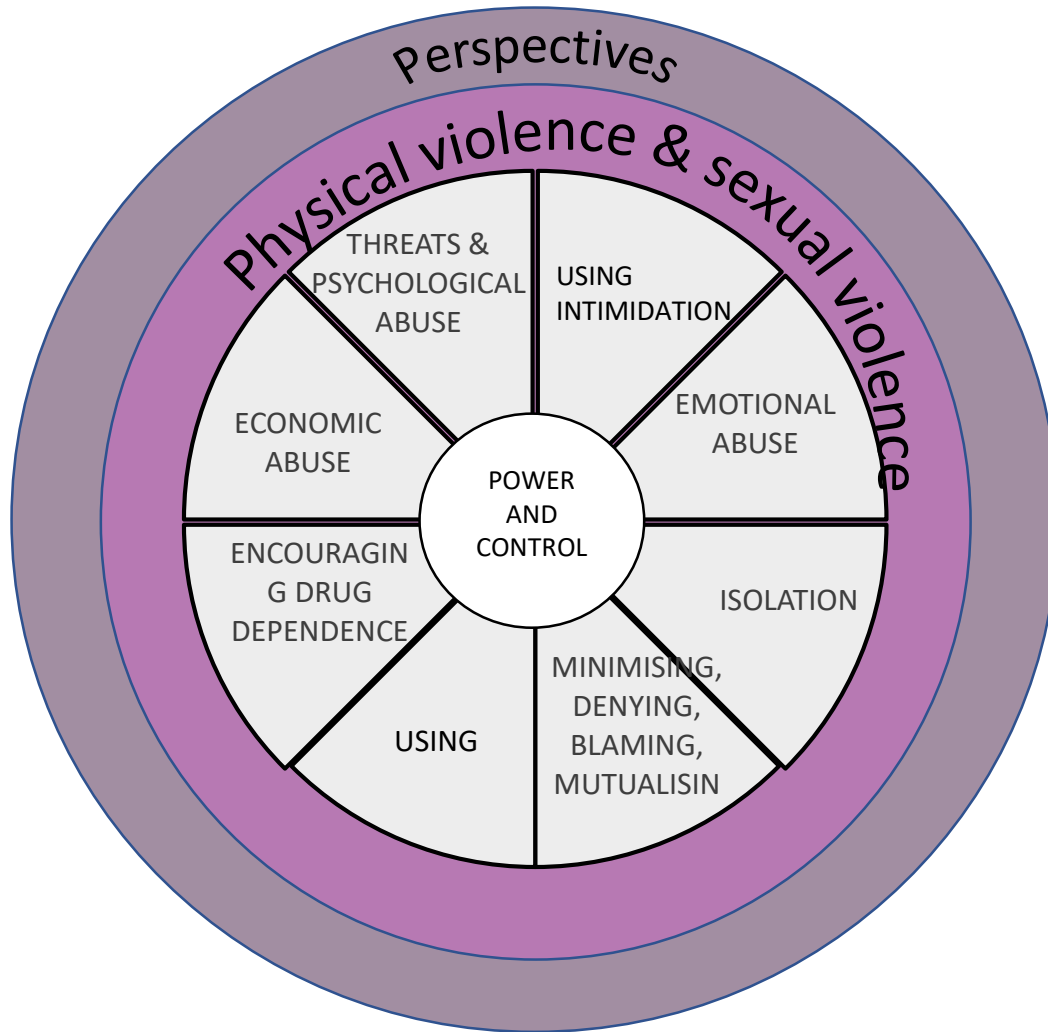 Perspectives
Physical violence & sexual violence
THREATS &
PSYCHOLOGICAL
ABUSE
USING
INTIMIDATION
EMOTIONAL
ABUSE
ISOLATION
MINIMISING,
DENYING,
BLAMING,
MUTUALISIN
USING
ENCOURAGIN
G DRUG
DEPENDENCE
ECONOMIC
ABUSE
POWER
AND
CONTROL